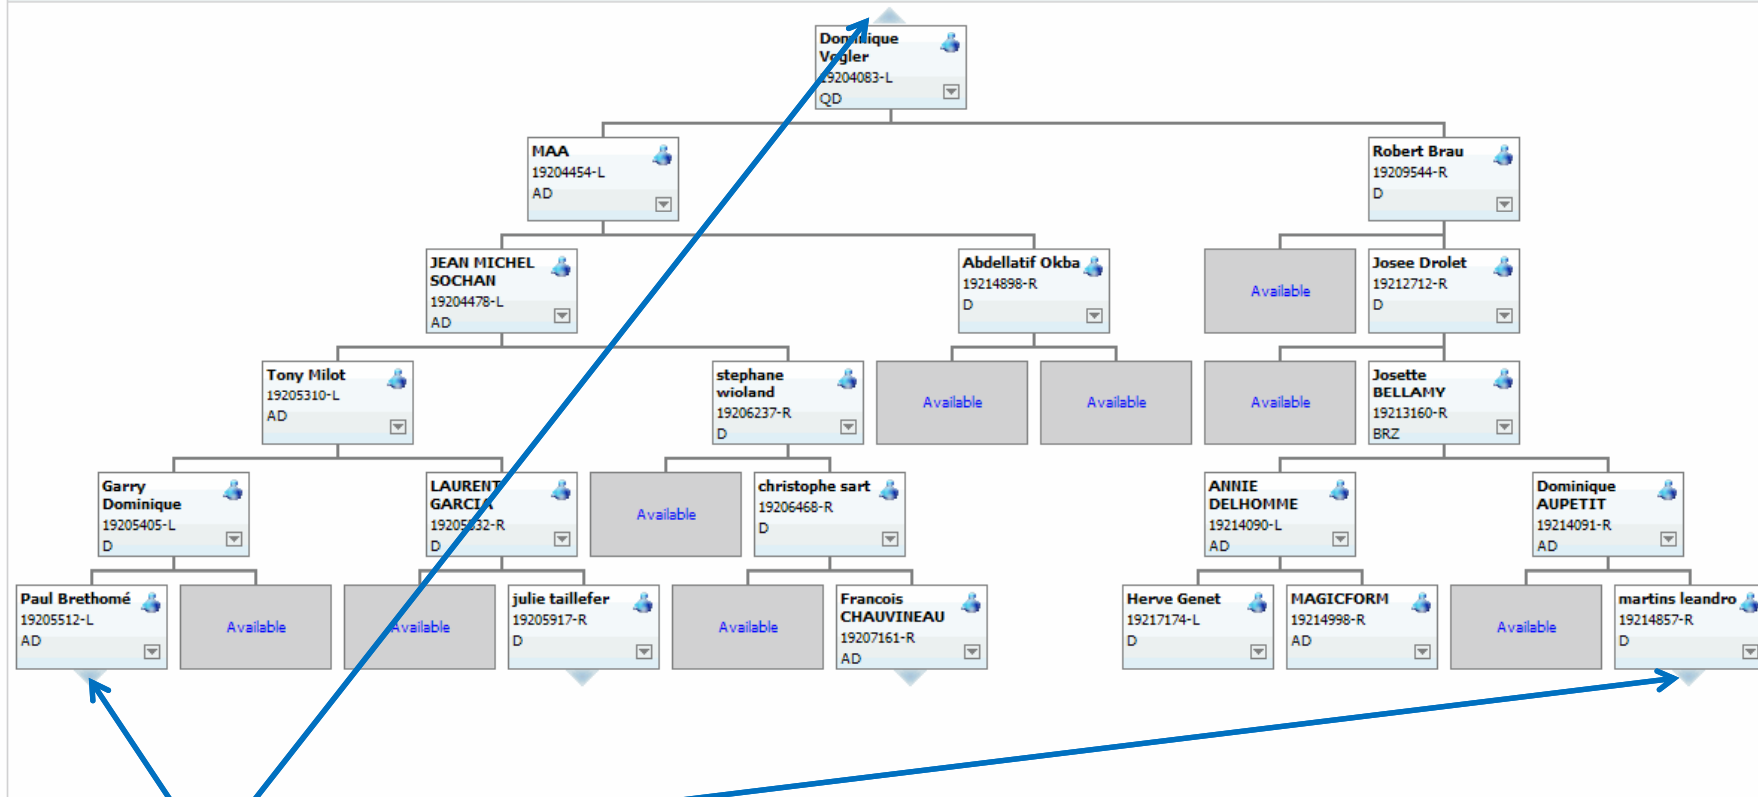 Dominique
Vogler
19204083-L
QD
MAA
19204454-L
AD
Robert Brau
19209544-R
D
JEAN MICHEL
SOCHAN
19204478-L
AD
Abdellatif Okba
19214898-R
D
Available
Josee Drolet
19212712-R
D
Tony Milot
19205310-L
AD
stephane
wioland
19206237-R
D
Available
Available
Available
Josette
BELLAMY
19213160-R
BRZ
Garry
Dominique
19205405-L
D
LAURENT
GARCIA
D
Available
christophe sart
19206468-R
D
ANNIE
DELHOMME
19214090-L
AD
Dominique
AUPETIT
19214091-R
AD
Paul Brethomé
19205512-L
AD
Available
Available
julie taillefer
19205917-R
D
Available
Francois
CHAUVINEAU
19207161-R
AD
Herve Genet
19217174-L
D
MAGICFORM
19214998-R
AD
Available
martins leandro
19214857-R
D